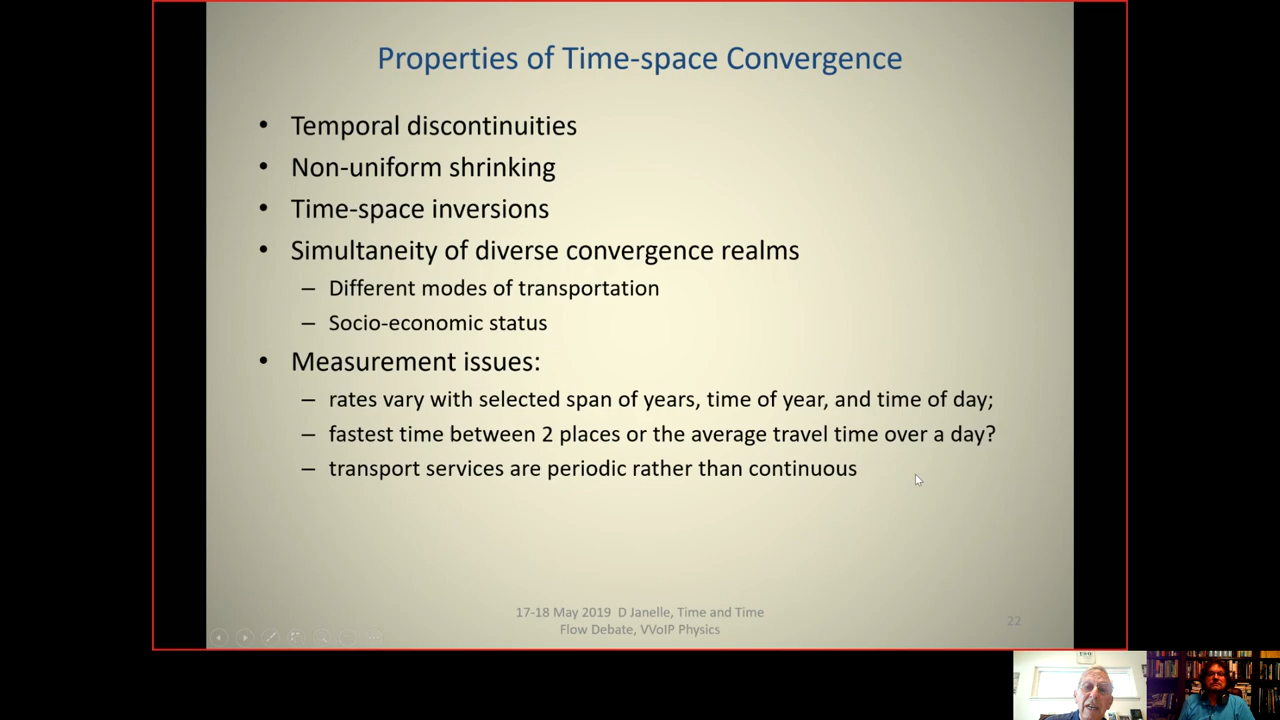 Properties of Time-space Convergence
• Temporal discontinuities
• Non-uniform shrinking
• Time-space inversions
• Simultaneity of diverse convergence realms
– Different modes of transportation
– Socio-economic status
• Measurement issues:
– rates vary with selected span of years, time of year, and time of day;
– fastest time between 2 places or the average travel time over a day?
– transport services are periodic rather than continuous
17-18 May 2019 D Janelle, Time and Time
Flow Debate, VVoIP Physics
22